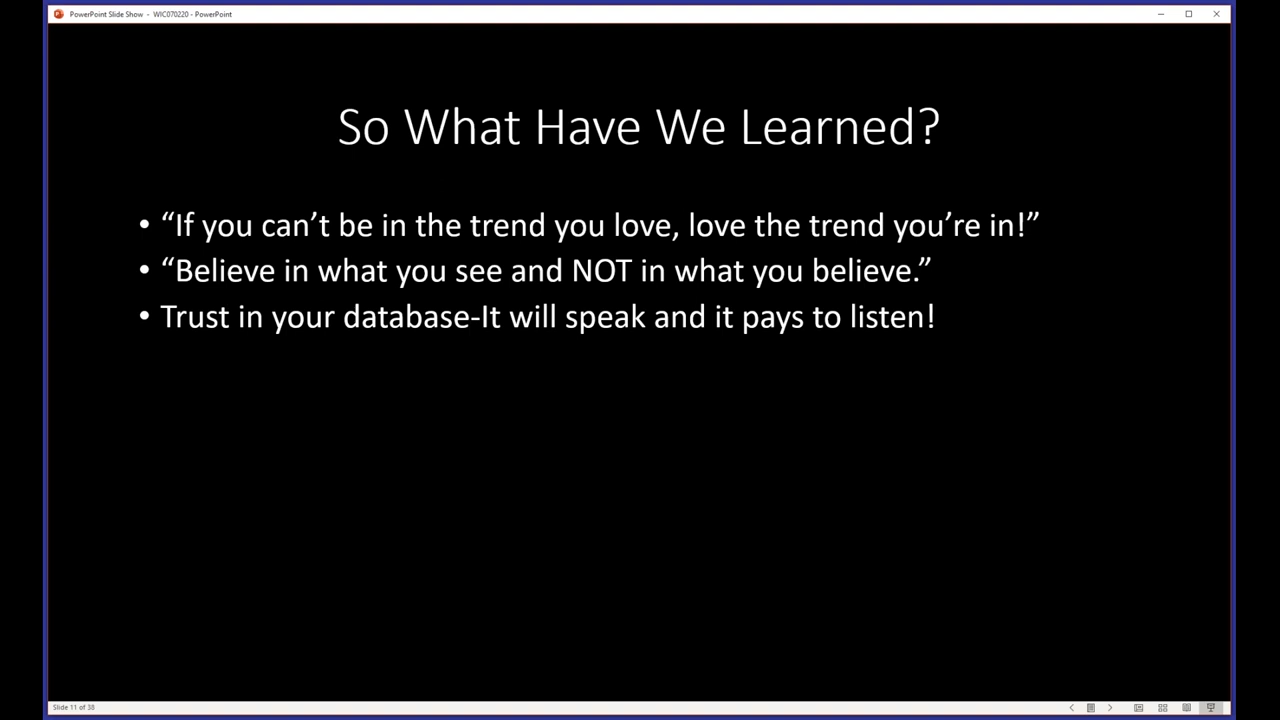 PowerPoint Slide Show - WIC070220 - PowerPoint
So What Have We Learned?
• “If you can’t be in the trend you love, love the trend you’re in!”
• “Believe in what you see and NOT in what you believe.”
• Trust in your database-It will speak and it pays to listen!
Slide 11 of 38